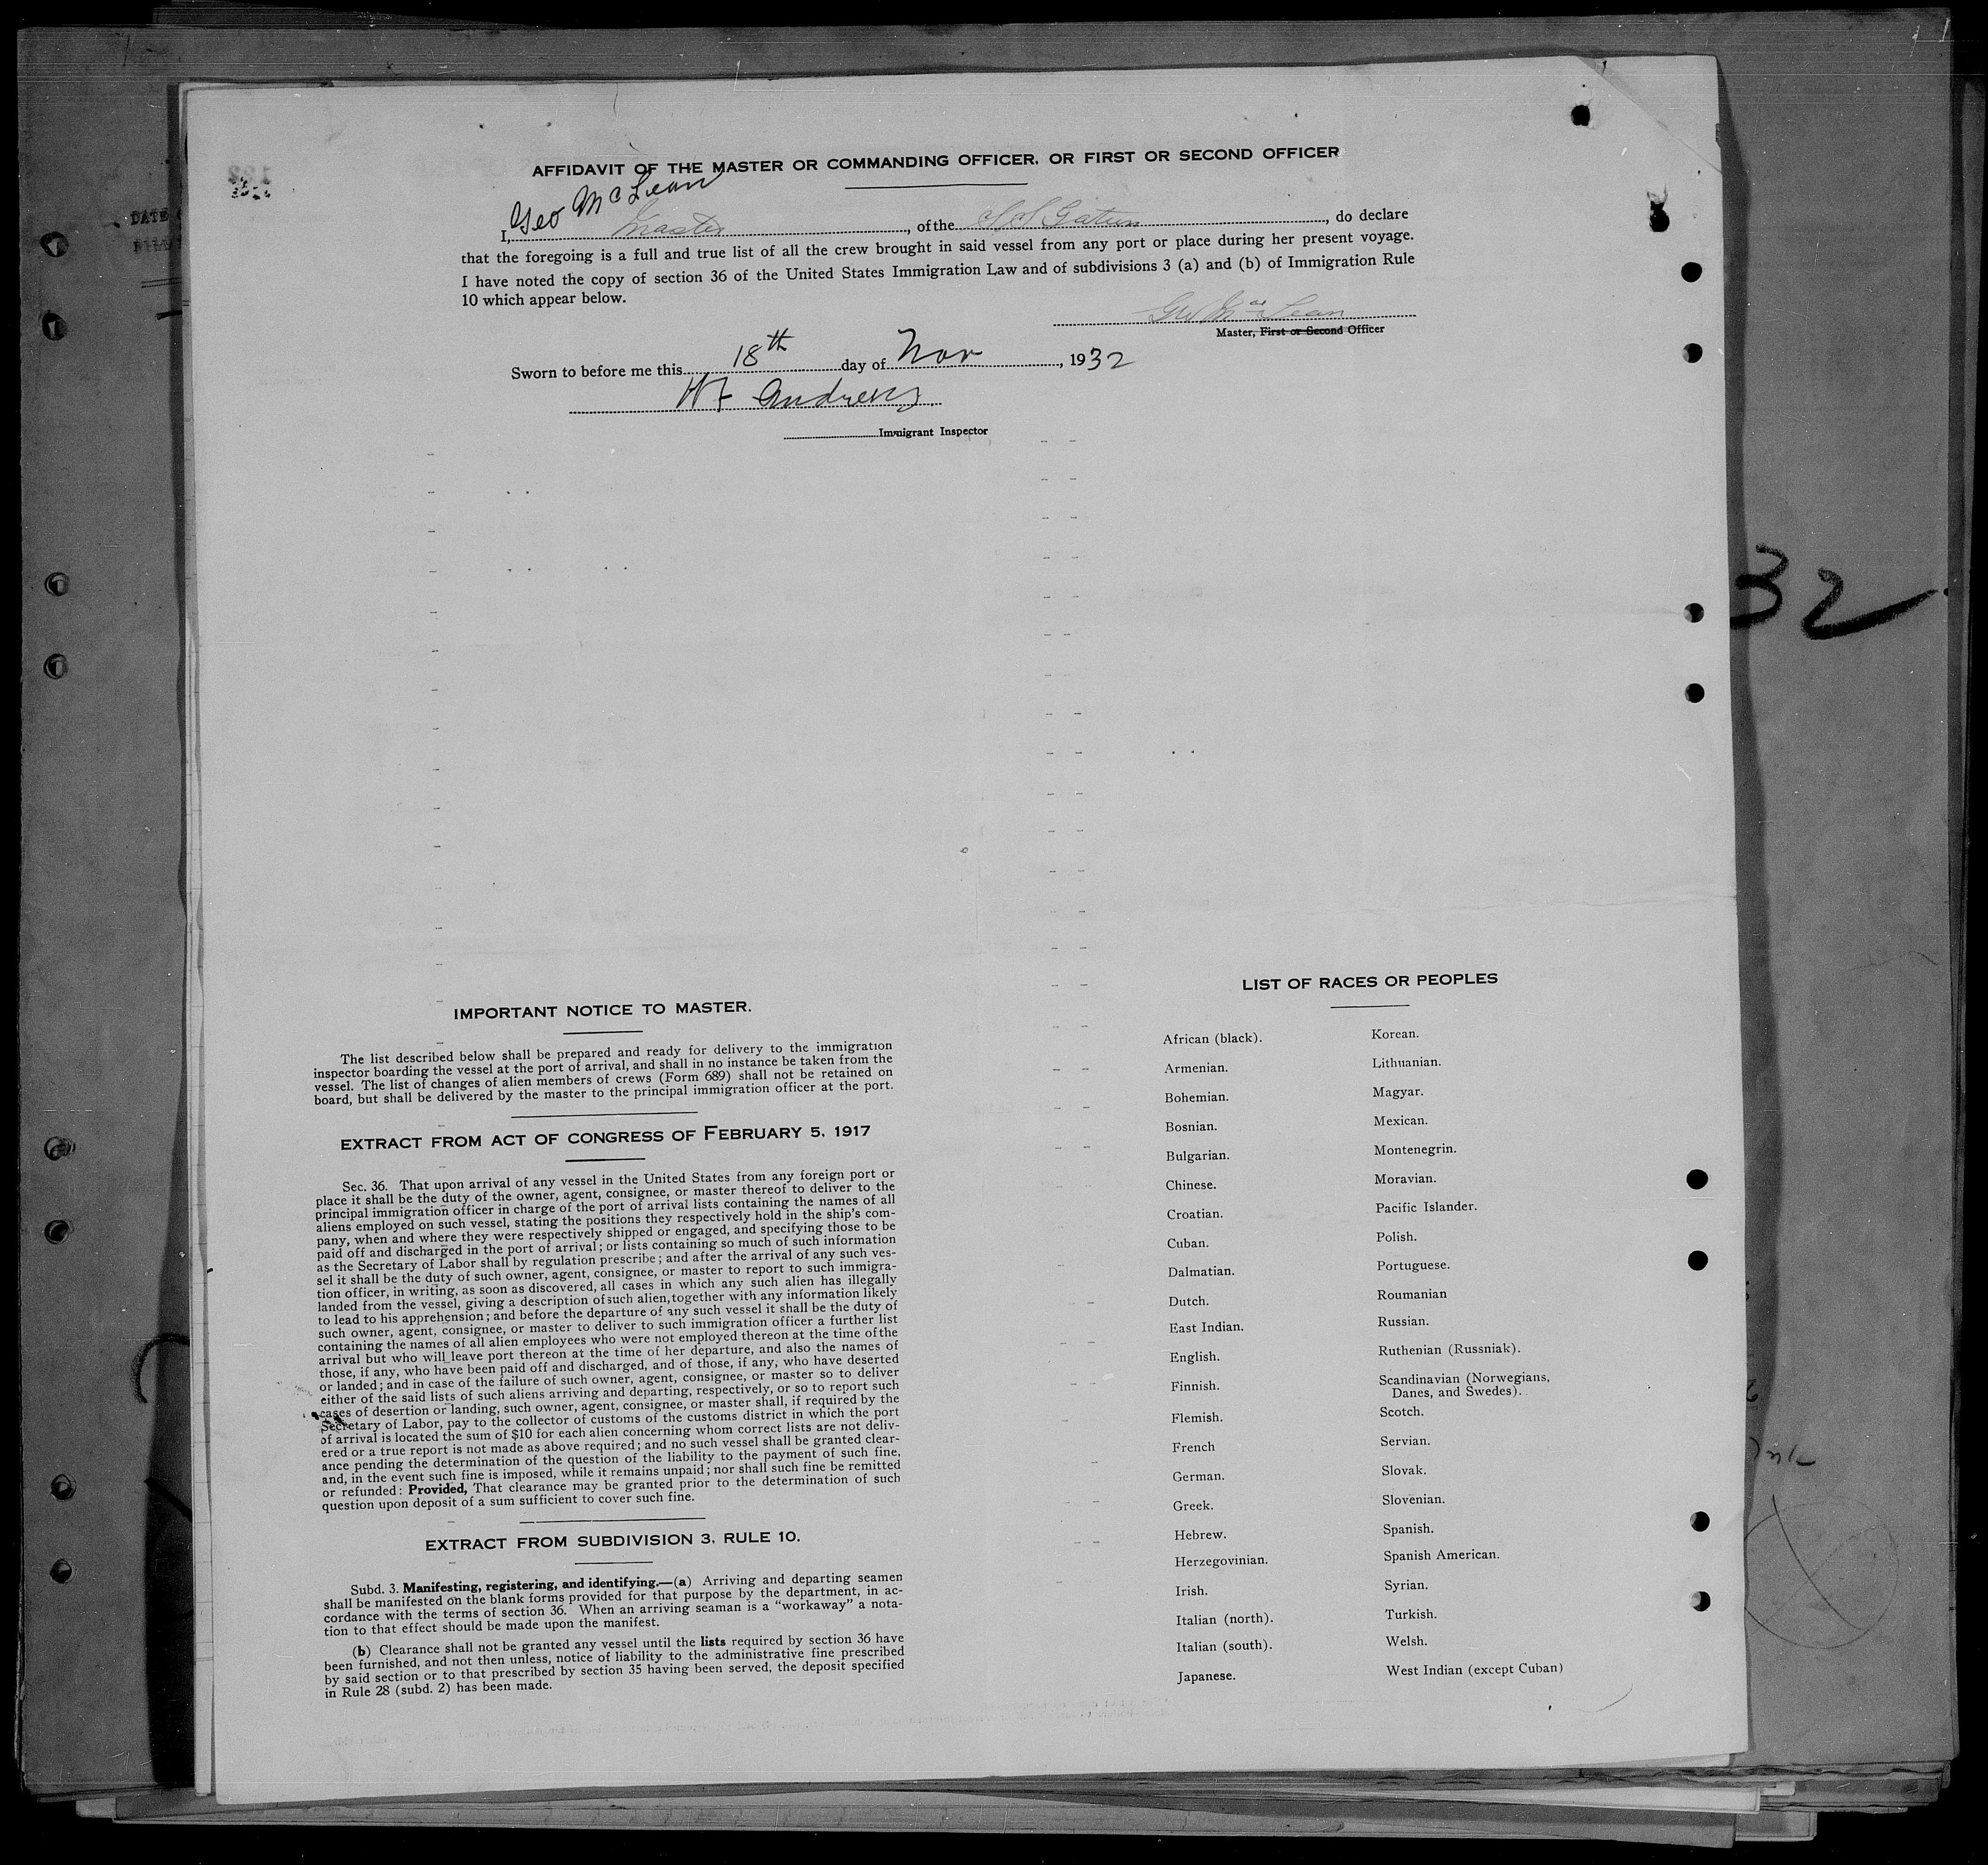 AFFIDAVIT OF THE MASTER OR COMMANDING OFFICER, OR FIRST OR SECOND OFFICER
Geo McLean
I, Master, of the S/S Gatun, do declare
that the foregoing is a full and true list of all the crew brought in said vessel from any port or place during her present voyage.
I have noted the copy of section 36 of the United States Immigration Law and of subdivisions 3 (a) and (b) of Immigration Rule
10 which appear below.
Geo McLean
Master, First or Second Officer
Sworn to before me this 18th day of Nov, 1932
W F Andrews
Immigrant Inspector
32
DATE
IMPORTANT NOTICE TO MASTER.
The list described below shall be prepared and ready for delivery to the immigration
inspector boarding the vessel at the port of arrival, and shall in no instance be taken from the
vessel. The list of changes of alien members of crews (Form 689) shall not be retained on
board, but shall be delivered by the master to the principal immigration officer at the port.
EXTRACT FROM ACT OF CONGRESS OF FEBRUARY 5, 1917
Sec. 36. That upon arrival of any vessel in the United States from any foreign port or
place it shall be the duty of the owner, agent, consignee, or master thereof to deliver to the
principal immigration officer in charge of the port of arrival lists containing the names of all
aliens employed on such vessel, stating the positions they respectively hold in the ship's com-
pany, when and where they were respectively shipped or engaged, and specifying those to be
paid off and discharged in the port of arrival; or lists containing so much of such information
as the Secretary of Labor shall by regulation prescribe; and after the arrival of any such ves-
sel it shall be the duty of such owner, agent, consignee, or master to report to such immigra-
tion officer, in writing, as soon as discovered, all cases in which any such alien has illegally
landed from the vessel, giving a description of such alien, together with any information likely
to lead to his apprehension; and before the departure of any such vessel it shall be the duty of
such owner, agent, consignee, or master to deliver to such immigration officer a further list
containing the names of all alien employees who were not employed thereon at the time of the
arrival but who will leave port thereon at the time of her departure, and also the names of
those, if any, who have been paid off and discharged, and of those, if any, who have deserted
or landed; and in case of the failure of such owner, agent, consignee, or master so to deliver
either of the said lists of such aliens arriving and departing, respectively, or so to report such
cases of desertion or landing, such owner, agent, consignee, or master shall, if required by the
Secretary of Labor, pay to the collector of customs of the customs district in which the port
of arrival is located the sum of $10 for each alien concerning whom correct lists are not deliv-
ered or a true report is not made as above required; and no such vessel shall be granted clear-
ance pending the determination of the question of the liability to the payment of such fine,
and, in the event such fine is imposed, while it remains unpaid; nor shall such fine be remitted
or refunded: Provided, That clearance may be granted prior to the determination of such
question upon deposit of a sum sufficient to cover such fine.
EXTRACT FROM SUBDIVISION 3, RULE 10.
Subd. 3. Manifesting, registering, and identifying.—(a) Arriving and departing seamen
shall be manifested on the blank forms provided for that purpose by the department, in ac-
cordance with the terms of section 36. When an arriving seaman is a "workaway" a nota-
tion to that effect should be made upon the manifest.
(b) Clearance shall not be granted any vessel until the lists required by section 36 have
been furnished, and not then unless, notice of liability to the administrative fine prescribed
by said section or to that prescribed by section 35 having been served, the deposit specified
in Rule 28 (subd. 2) has been made.
LIST OF RACES OR PEOPLES
African (black).
Armenian.
Bohemian.
Bosnian.
Bulgarian.
Chinese.
Croatian.
Cuban.
Dalmatian.
Dutch.
East Indian.
English.
Finnish.
Flemish.
French
German.
Greek.
Hebrew.
Herzegovinian.
Irish.
Italian (north).
Italian (south).
Japanese.
Korean.
Lithuanian.
Magyar.
Mexican.
Montenegrin.
Moravian.
Pacific Islander.
Polish.
Portuguese.
Roumanian
Russian.
Ruthenian (Russniak).
Scandinavian (Norwegians,
Danes, and Swedes).
Scotch.
Servian.
Slovak.
Slovenian.
Spanish.
Spanish American.
Syrian.
Turkish.
Welsh.
West Indian (except Cuban)